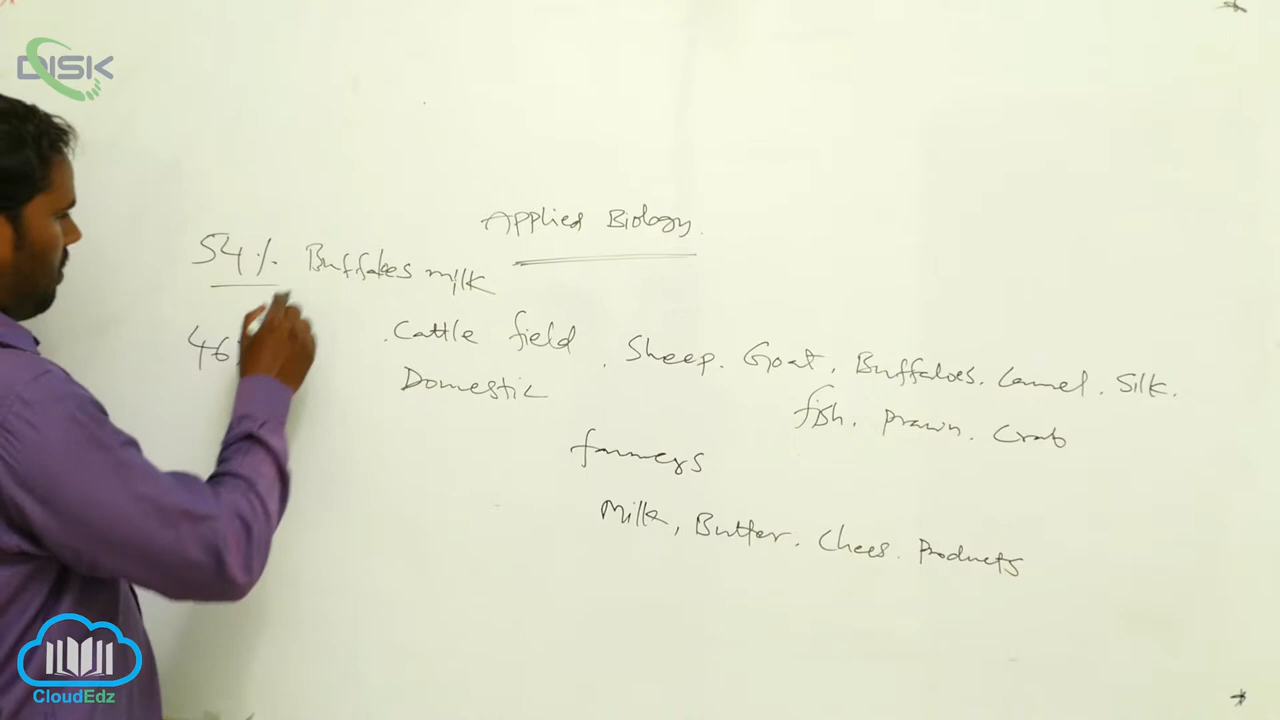 DISK
Applied Biology.
54% Buffaloes milk
46%
Cattle field . Sheep. Goat, Buffaloes. Camel. Silk.
Domestic
fish. Prawn. Crab
farmers
Milk, Butter. Chees. Products
CloudEdz